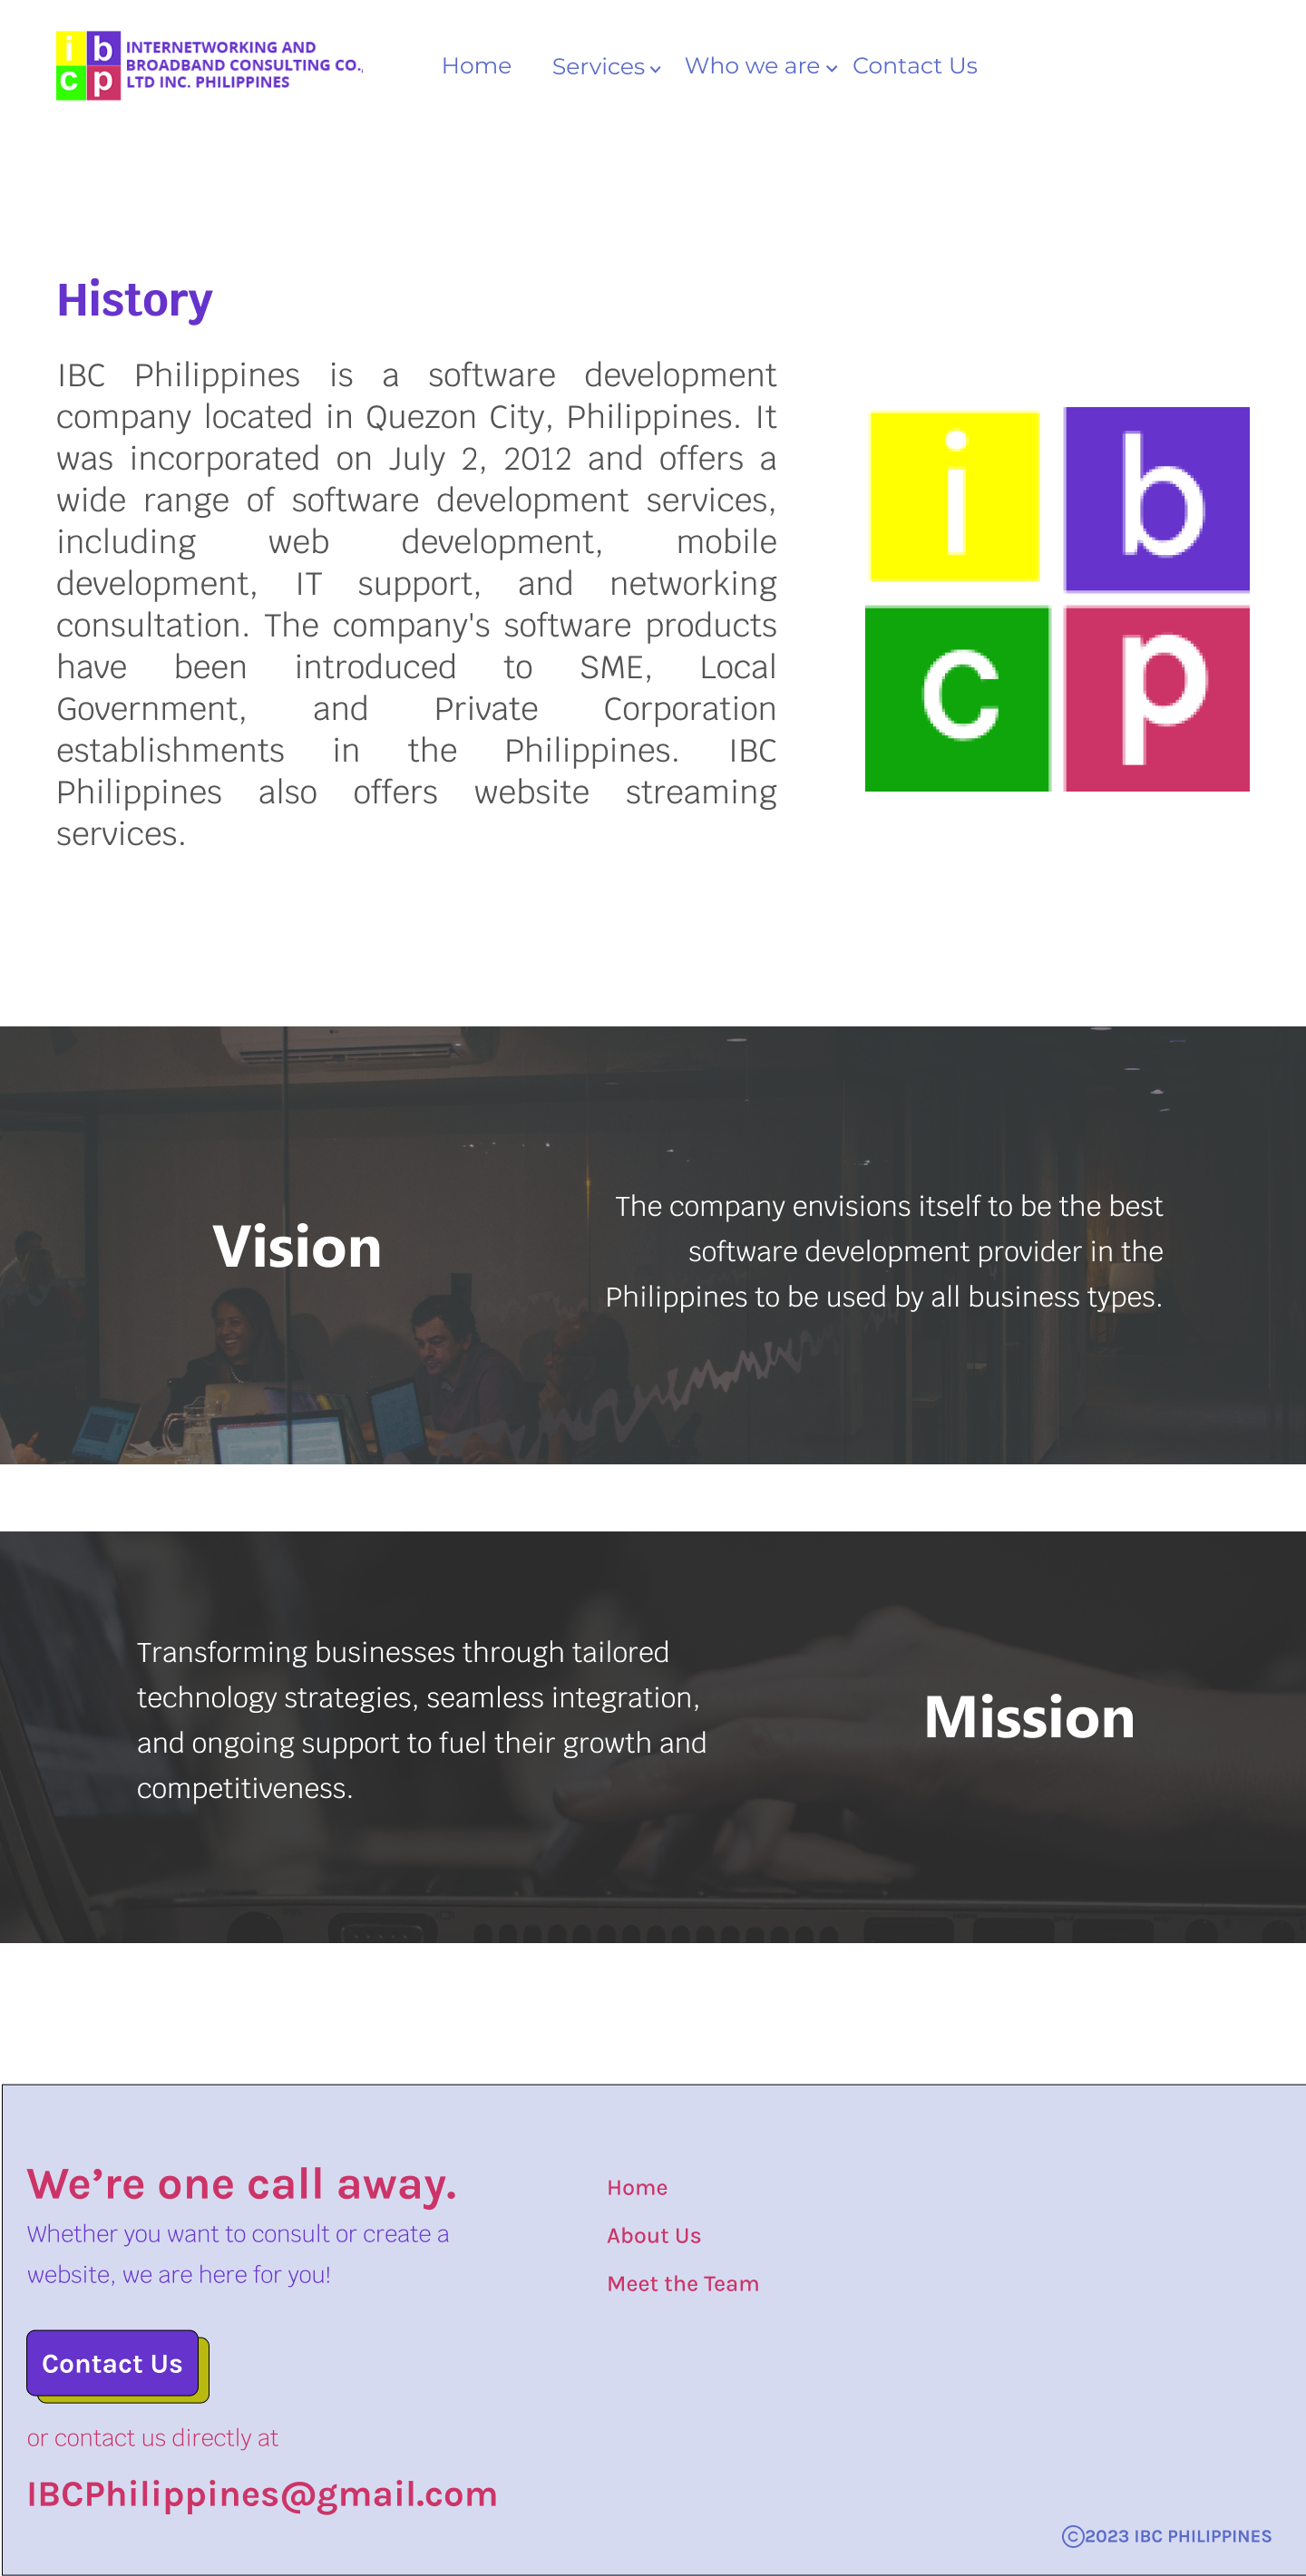 i b
c p
INTERNETWORKING AND
BROADBAND CONSULTING CO.,
LTD INC. PHILIPPINES
Home Services Who we are Contact Us
History
IBC Philippines is a software development
company located in Quezon City, Philippines. It
was incorporated on July 2, 2012 and offers a
wide range of software development services,
including web development, mobile
development, IT support, and networking
consultation. The company's software products
have been introduced to SME, Local
Government, and Private Corporation
establishments in the Philippines. IBC
Philippines also offers website streaming
services.
i b
c p
Vision
The company envisions itself to be the best
software development provider in the
Philippines to be used by all business types.
Transforming businesses through tailored
technology strategies, seamless integration,
and ongoing support to fuel their growth and
competitiveness.
Mission
We’re one call away.
Whether you want to consult or create a
website, we are here for you!
Contact Us
or contact us directly at
IBCPhilippines@gmail.com
Home
About Us
Meet the Team
©2023 IBC PHILIPPINES